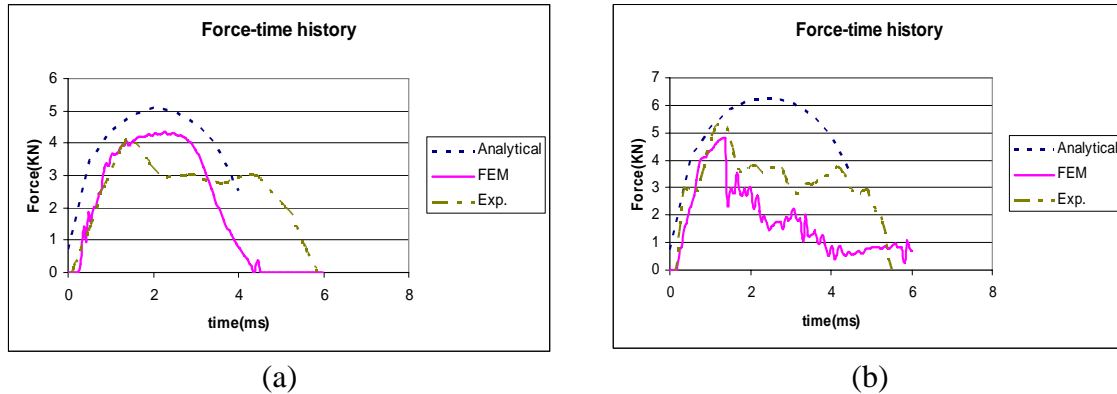 Force-time history
6
5
4
3
2
1
0
Force(KN)
0 2 4 6 8
time(ms)
Analytical
FEM
Exp.
(a)
Force-time history
7
6
5
4
3
2
1
0
Force(KN)
0 2 4 6 8
time(ms)
Analytical
FEM
Exp.
(b)